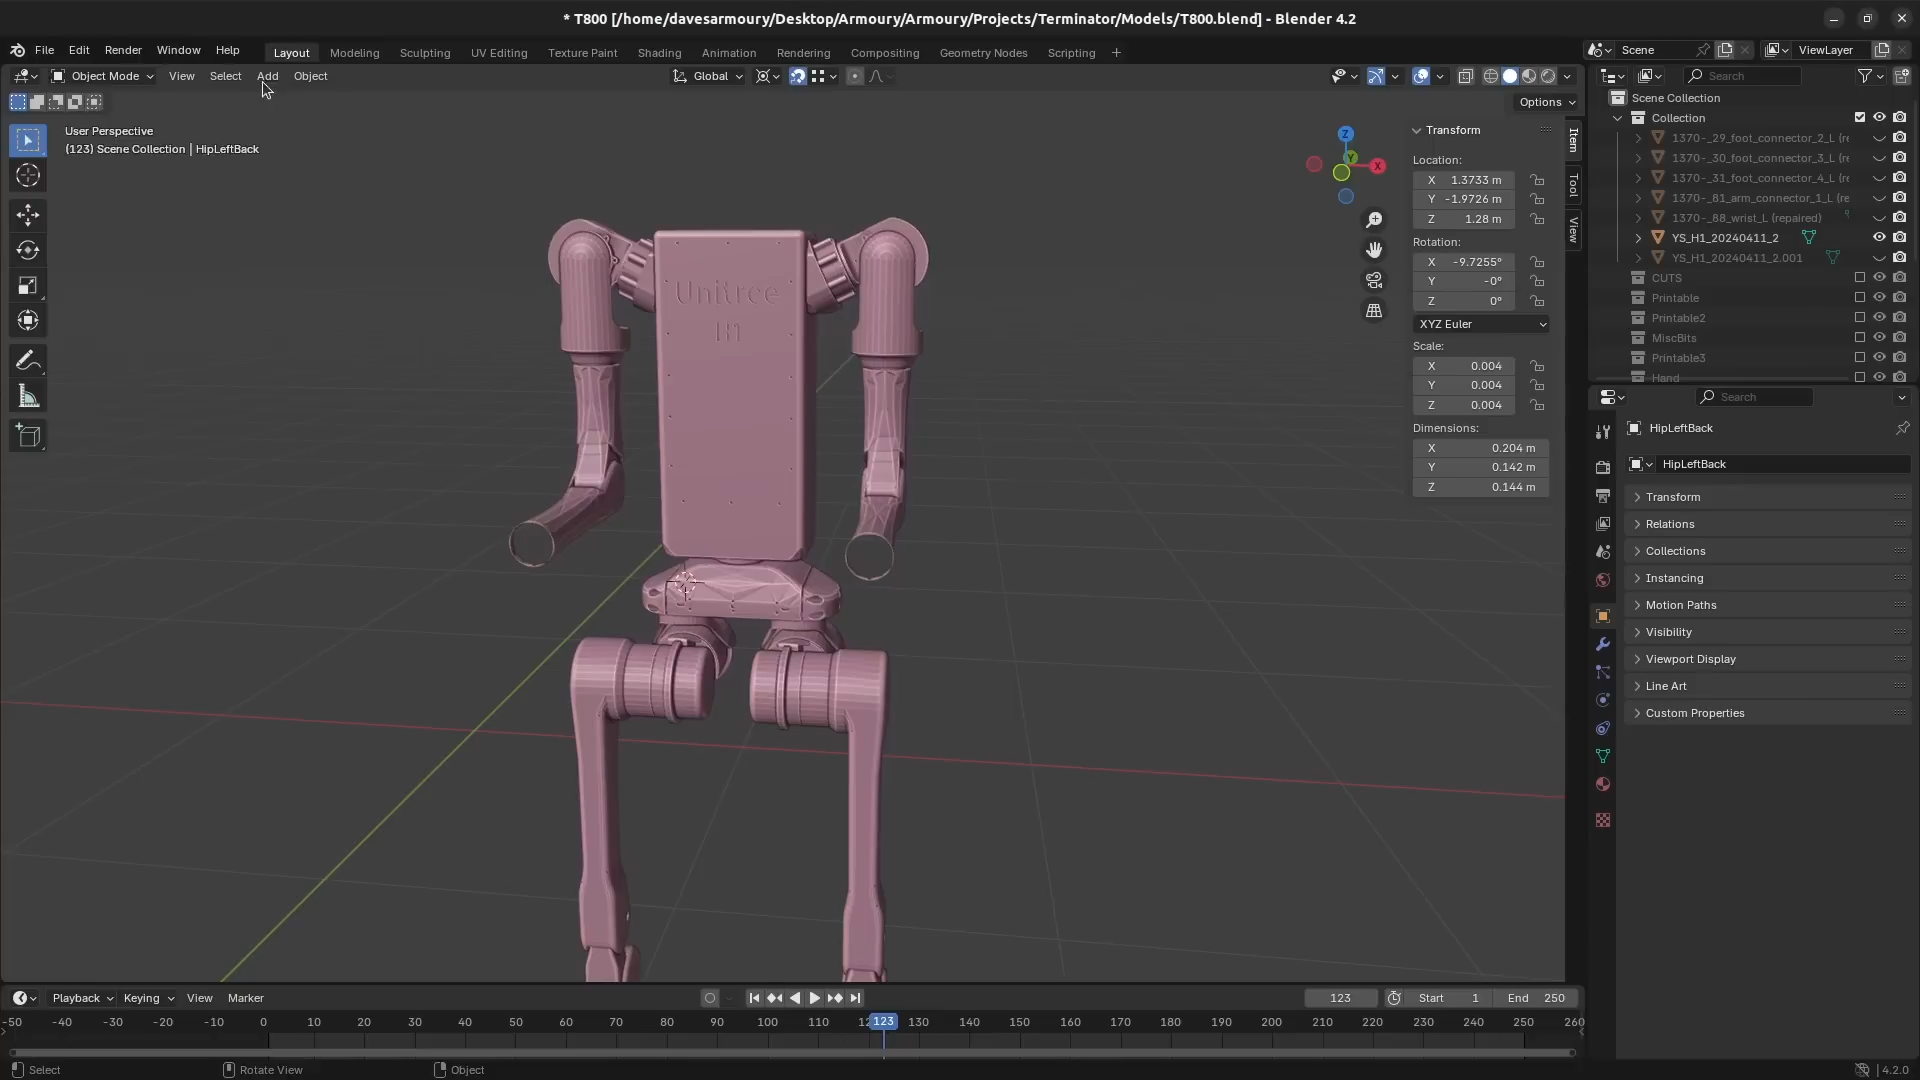 * T800 [/home/davesarmoury/Desktop/Armoury/Armoury/Projects/Terminator/Models/T800.blend] - Blender 4.2
File Edit Render Window Help
Layout Modeling Sculpting UV Editing Texture Paint Shading Animation Rendering Compositing Geometry Nodes Scripting +
Scene ViewLayer
Object Mode View Select Add Object
Global
Search
Options
User Perspective
(123) Scene Collection | HipLeftBack
Z
Y
X
Unitree
H1
Transform
Location:
X 1.3733 m
Y -1.9726 m
Z 1.28 m
Rotation:
X -9.7255°
Y -0°
Z 0°
XYZ Euler
Scale:
X 0.004
Y 0.004
Z 0.004
Dimensions:
X 0.204 m
Y 0.142 m
Z 0.144 m
Item
Tool
View
Scene Collection
Collection
1370-_29_foot_connector_2_L (re
1370-_30_foot_connector_3_L (re
1370-_31_foot_connector_4_L (re
1370-_81_arm_connector_1_L (re
1370-_88_wrist_L (repaired)
YS_H1_20240411_2
YS_H1_20240411_2.001
CUTS
Printable
Printable2
MiscBits
Printable3
Hand
Search
HipLeftBack
HipLeftBack
Transform
Relations
Collections
Instancing
Motion Paths
Visibility
Viewport Display
Line Art
Custom Properties
Playback Keying View Marker
123 Start 1 End 250
-50 -40 -30 -20 -10 0 10 20 30 40 50 60 70 80 90 100 110 12 123 130 140 150 160 170 180 190 200 210 220 230 240 250 260
Select Rotate View Object
4.2.0